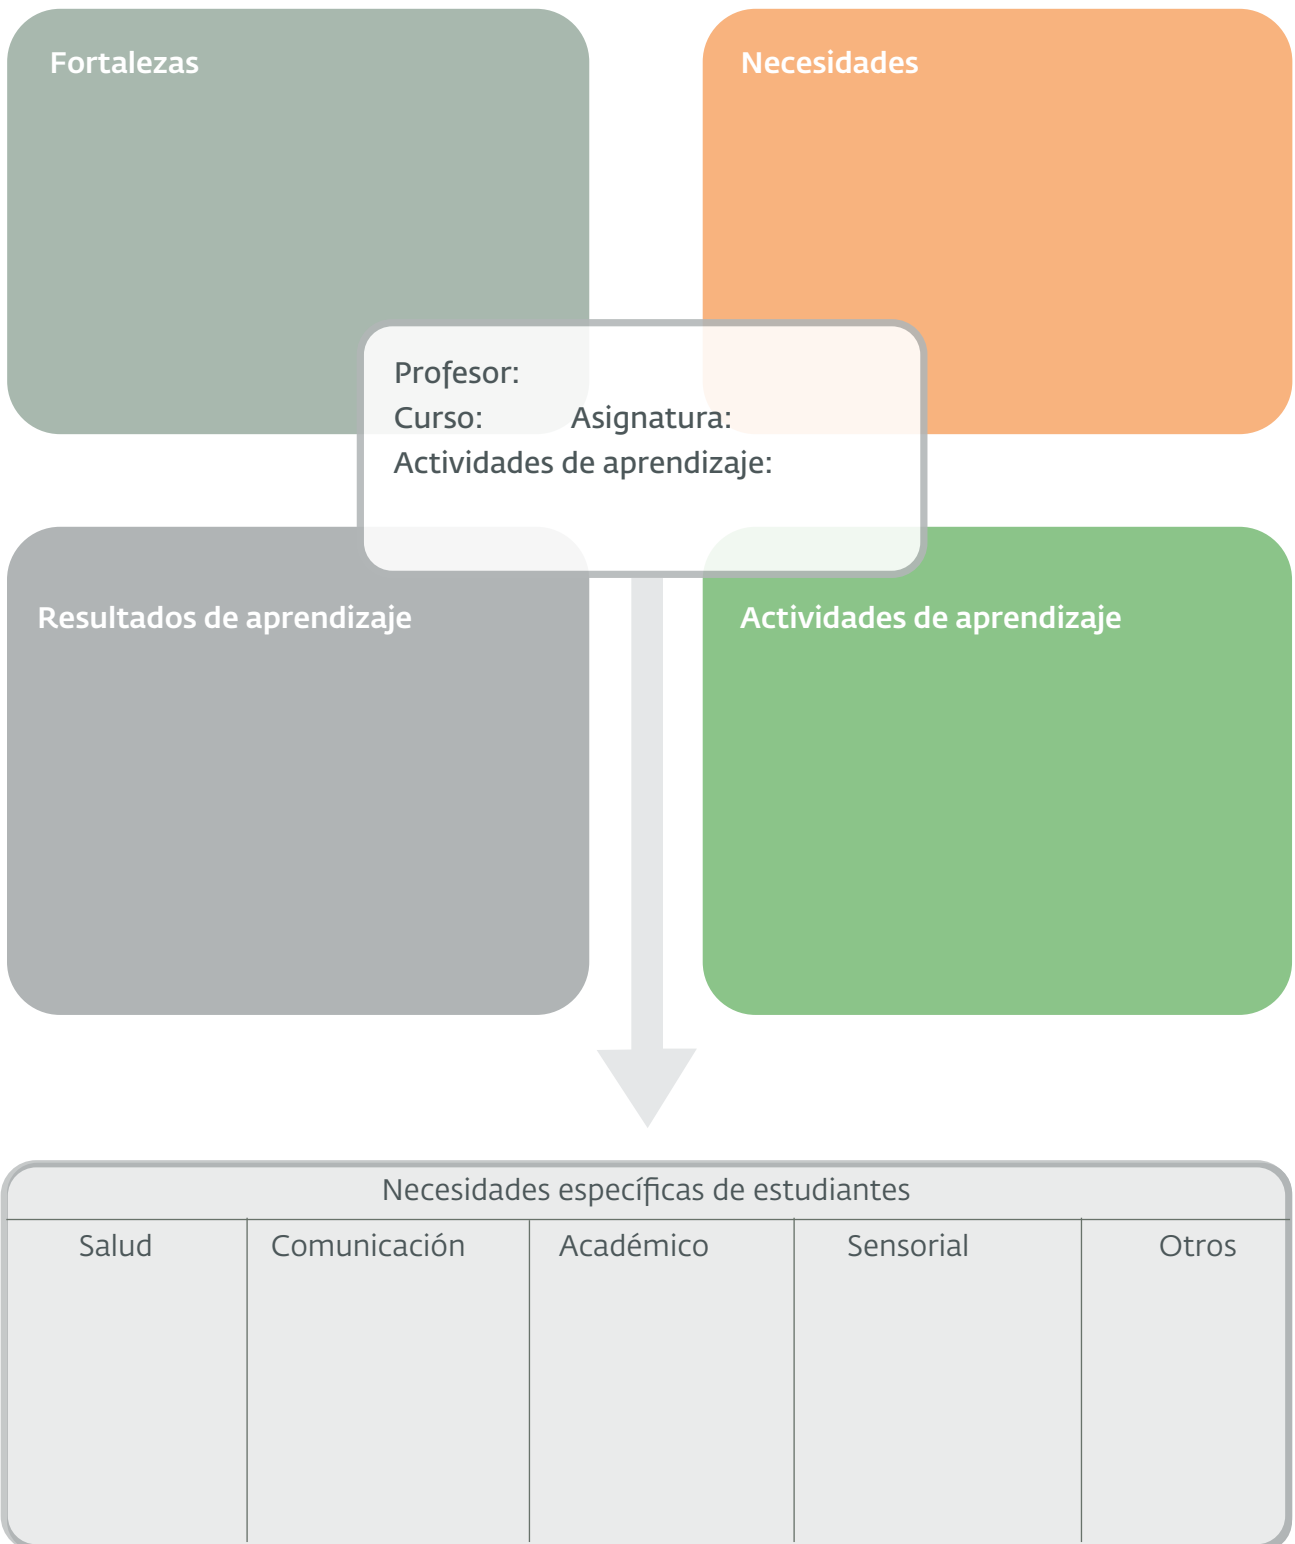 Fortalezas
Necesidades
Profesor:
Curso: Asignatura:
Actividades de aprendizaje:
Resultados de aprendizaje
Actividades de aprendizaje
Necesidades específicas de estudiantes
Salud Comunicación Académico Sensorial Otros